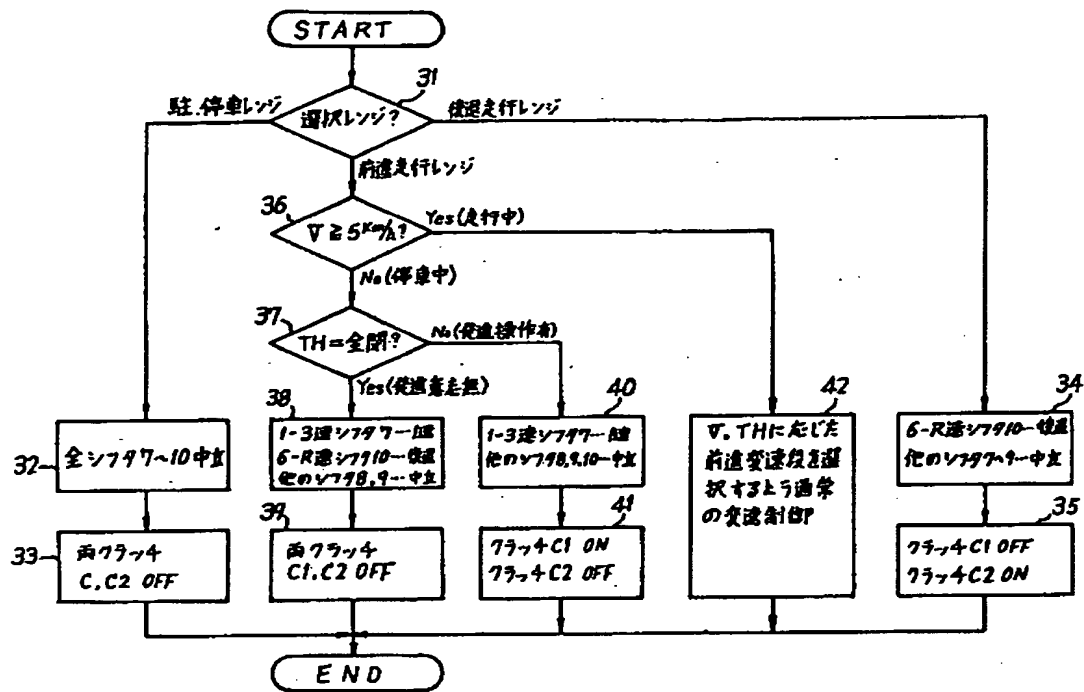 START
31
駐.停車レンジ
選択レンジ?
後退走行レンジ
前進走行レンジ
36
V ≧ 5Km/h?
Yes(走行中)
No(停車中)
37
TH=全閉?
No(発進操作有)
Yes(発進意志無)
32
全シフタ7~10中立
38
1-3速シフタ7…1速
6-R速シフタ10…後退
他のシフタ8,9…中立
40
1-3速シフタ7…1速
他のシフタ8,9,10…中立
42
V.THに応じた
前進変速段を選
択するよう通常
の変速制御
34
6-R速シフタ10…後退
他のシフタ7~9…中立
33
両クラッチ
C.C2 OFF
39
両クラッチ
C1.C2 OFF
41
クラッチC1 ON
クラッチC2 OFF
35
クラッチC1 OFF
クラッチC2 ON
END